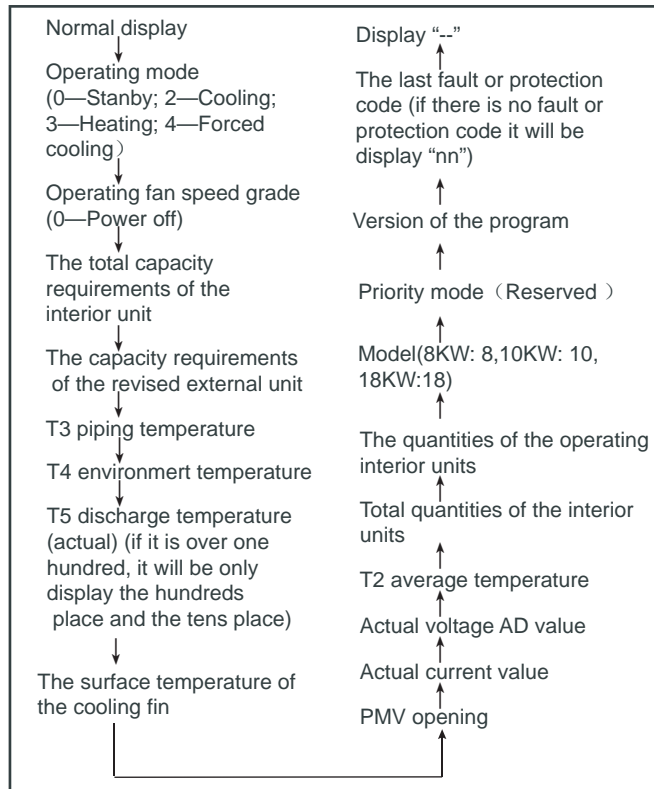 Normal display
Operating mode
(0—Stanby; 2—Cooling;
3—Heating; 4—Forced
cooling）
Operating fan speed grade
(0—Power off)
The total capacity
requirements of the
interior unit
The capacity requirements
of the revised external unit
T3 piping temperature
T4 environmert temperature
T5 discharge temperature
(actual) (if it is over one
hundred, it will be only
display the hundreds
place and the tens place)
The surface temperature of
the cooling fin
Display “--”
The last fault or protection
code (if there is no fault or
protection code it will be
display “nn”)
Version of the program
Priority mode（Reserved ）
Model(8KW: 8,10KW: 10,
18KW:18)
The quantities of the operating
interior units
Total quantities of the interior
units
T2 average temperature
Actual voltage AD value
Actual current value
PMV opening